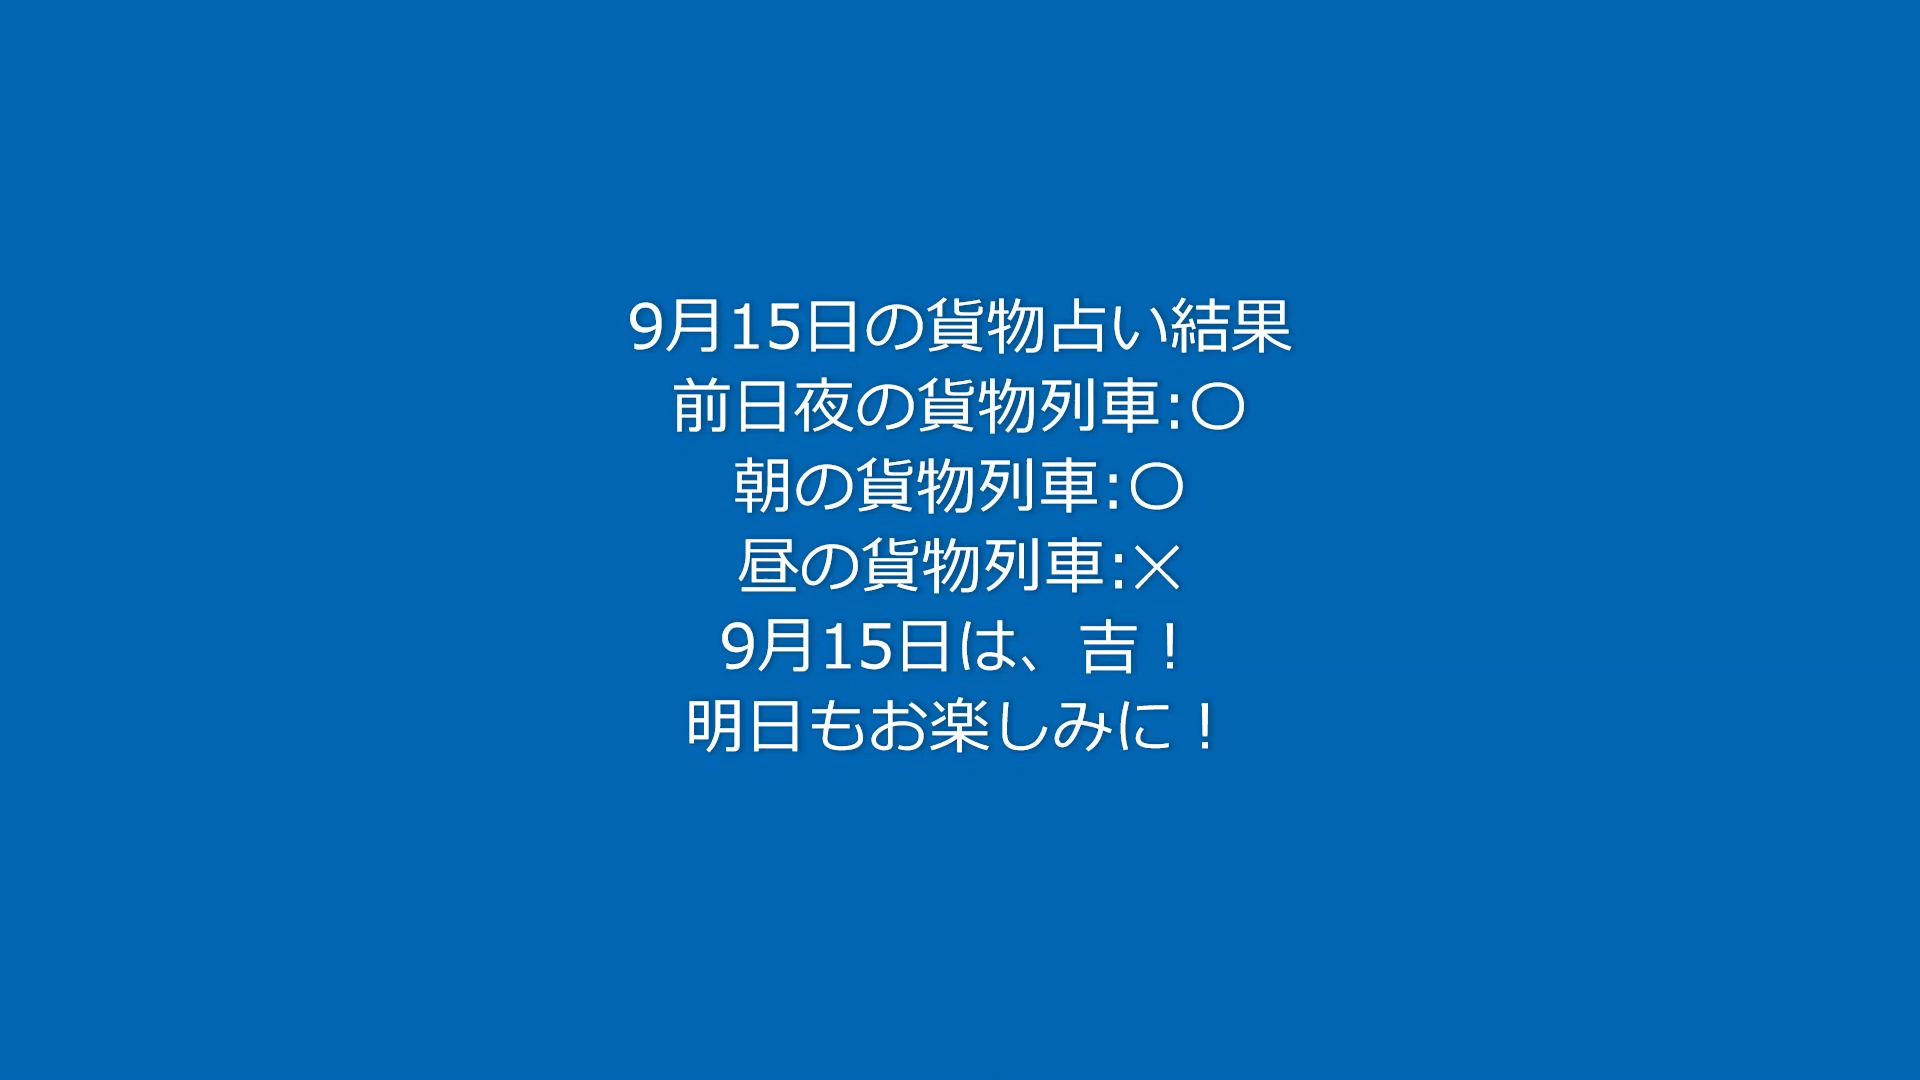 9月15日の貨物占い結果
前日夜の貨物列車:〇
朝の貨物列車:〇
昼の貨物列車:×
9月15日は、吉！
明日もお楽しみに！